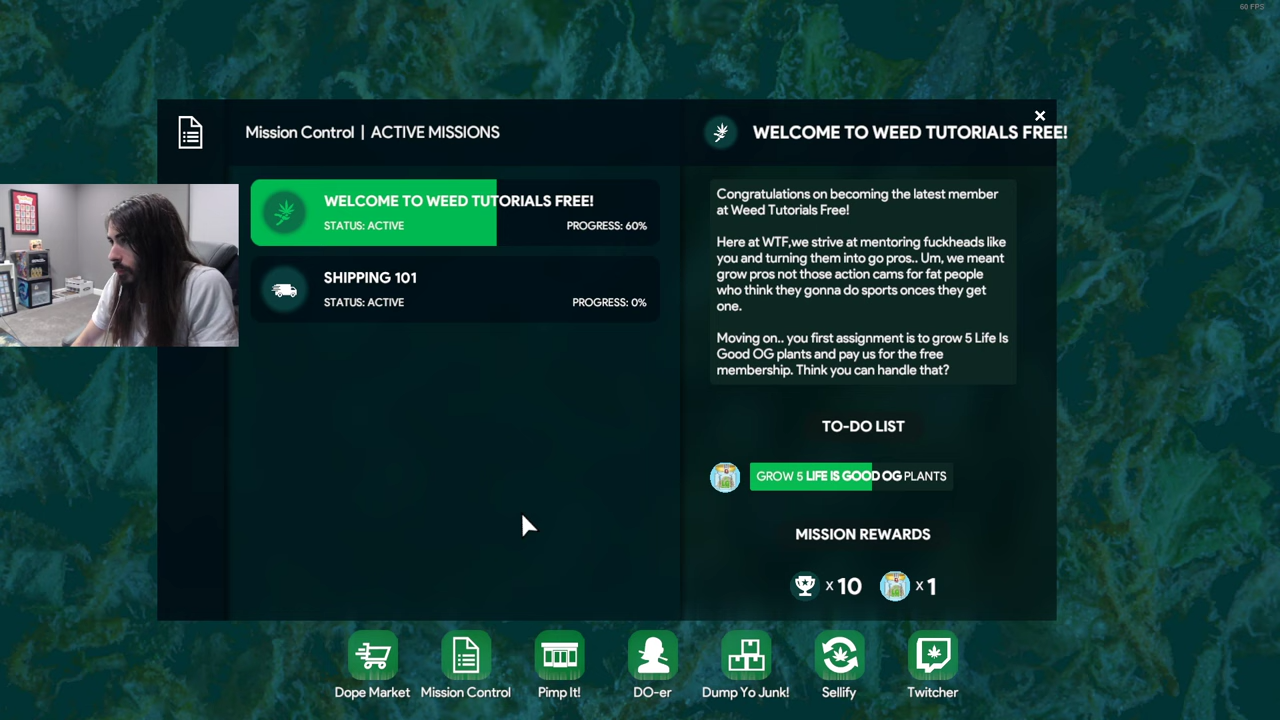 60 FPS
Mission Control | ACTIVE MISSIONS
WELCOME TO WEED TUTORIALS FREE!
STATUS: ACTIVE
PROGRESS: 60%
SHIPPING 101
STATUS: ACTIVE
PROGRESS: 0%
WELCOME TO WEED TUTORIALS FREE!
Congratulations on becoming the latest member
at Weed Tutorials Free!
Here at WTF,we strive at mentoring fuckheads like
you and turning them into go pros.. Um, we meant
grow pros not those action cams for fat people
who think they gonna do sports onces they get
one.
Moving on.. you first assignment is to grow 5 Life Is
Good OG plants and pay us for the free
membership. Think you can handle that?
TO-DO LIST
GROW 5 LIFE IS GOOD OG PLANTS
MISSION REWARDS
x 10
x 1
Dope Market
Mission Control
Pimp It!
DO-er
Dump Yo Junk!
Sellify
Twitcher